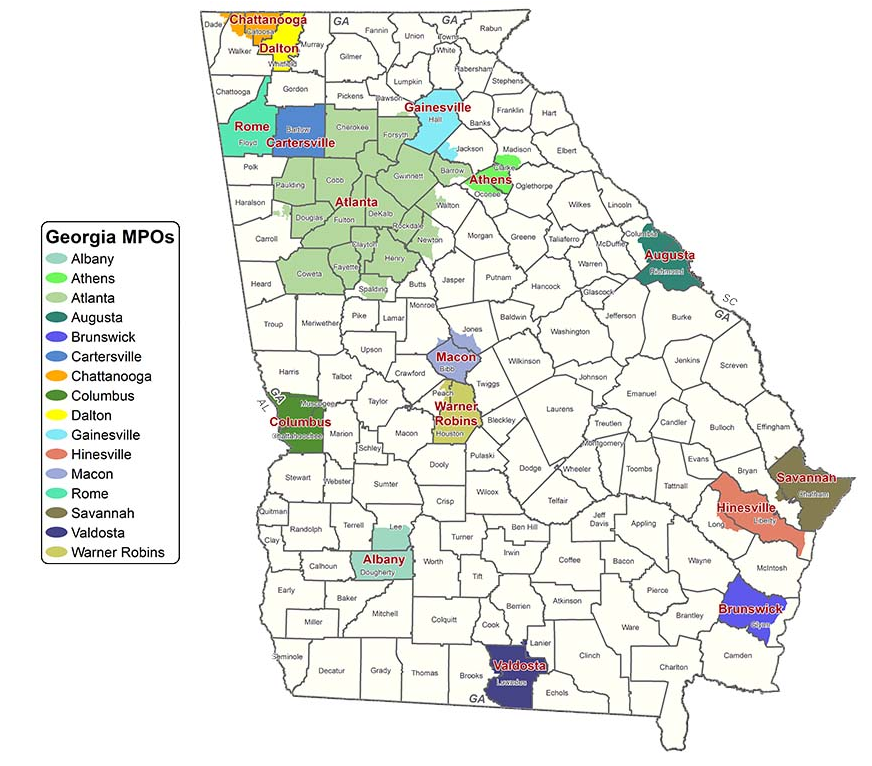 Georgia MPOs
Albany
Athens
Atlanta
Augusta
Brunswick
Cartersville
Chattanooga
Columbus
Dalton
Gainesville
Hinesville
Macon
Rome
Savannah
Valdosta
Warner Robins
Chattanooga
GA
GA
Dade
Catoosa
Fannin
Rabun
Union
Towns
Dalton
Murray
Walker
White
Gilmer
Whitfield
Habersham
Lumpkin
Stephens
Chattooga
Gordon
Pickens
Dawson
Gainesville
Franklin
Hart
Rome
Bartow
Cherokee
Hall
Banks
Forsyth
Floyd
Cartersville
Jackson
Madison
Elbert
Polk
Cobb
Gwinnett
Barrow
Clarke
Paulding
Athens
Oglethorpe
Oconee
Haralson
Atlanta
Walton
Wilkes
Lincoln
Douglas
Fulton
DeKalb
Rockdale
Columbia
Carroll
Clayton
Newton
Morgan
Greene
Taliaferro
McDuffie
Augusta
Henry
Fayette
Warren
Richmond
Coweta
Heard
Spalding
Butts
Jasper
Putnam
Hancock
Glascock
SC
GA
Monroe
Troup
Meriwether
Pike
Lamar
Baldwin
Jefferson
Burke
Jones
Washington
Upson
Macon
Bibb
Wilkinson
Jenkins
Screven
Harris
Talbot
Crawford
Twiggs
Johnson
GA
AL
Muscogee
Taylor
Peach
Warner
Robins
Laurens
Emanuel
Columbus
Bleckley
Treutlen
Candler
Bulloch
Effingham
Chattahoochee
Marion
Macon
Houston
Schley
Montgomery
Pulaski
Dooly
Dodge
Wheeler
Toombs
Evans
Bryan
Savannah
Stewart
Webster
Sumter
Tattnall
Chatham
Crisp
Wilcox
Telfair
Hinesville
Quitman
Randolph
Terrell
Lee
Ben Hill
Jeff
Davis
Appling
Long
Liberty
Clay
Turner
Irwin
Albany
Calhoun
Dougherty
Worth
Coffee
Bacon
Wayne
McIntosh
Tift
Early
Baker
Pierce
Mitchell
Berrien
Atkinson
Brunswick
Miller
Colquitt
Cook
Ware
Brantley
Glynn
Lanier
Seminole
Clinch
Camden
Decatur
Grady
Thomas
Brooks
Valdosta
Charlton
Lowndes
Echols
GA